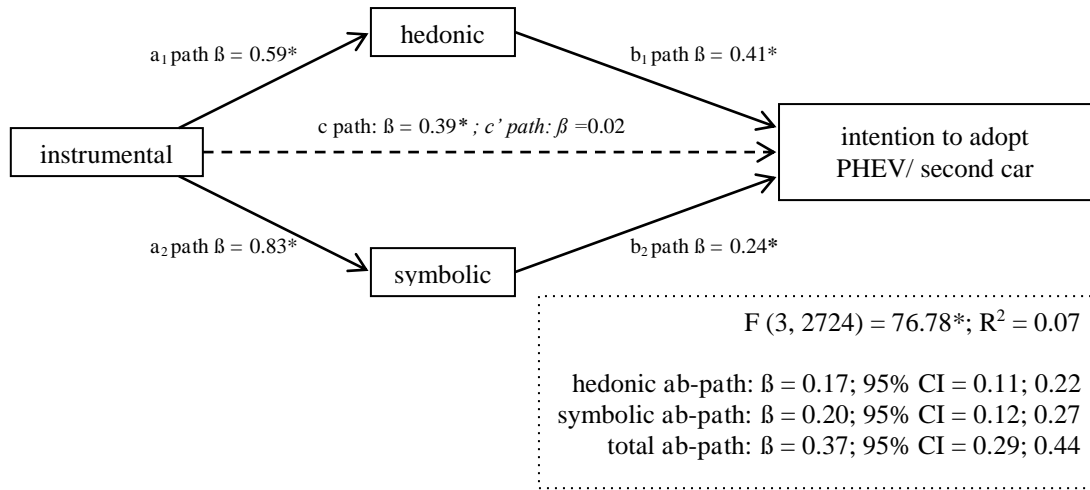 hedonic
a₁ path ß = 0.59*
b₁ path ß = 0.41*
c path: ß = 0.39* ; c’ path: ß =0.02
instrumental
intention to adopt
PHEV/ second car
a₂ path ß = 0.83*
b₂ path ß = 0.24*
symbolic
F (3, 2724) = 76.78*; R² = 0.07
hedonic ab-path: ß = 0.17; 95% CI = 0.11; 0.22
symbolic ab-path: ß = 0.20; 95% CI = 0.12; 0.27
total ab-path: ß = 0.37; 95% CI = 0.29; 0.44